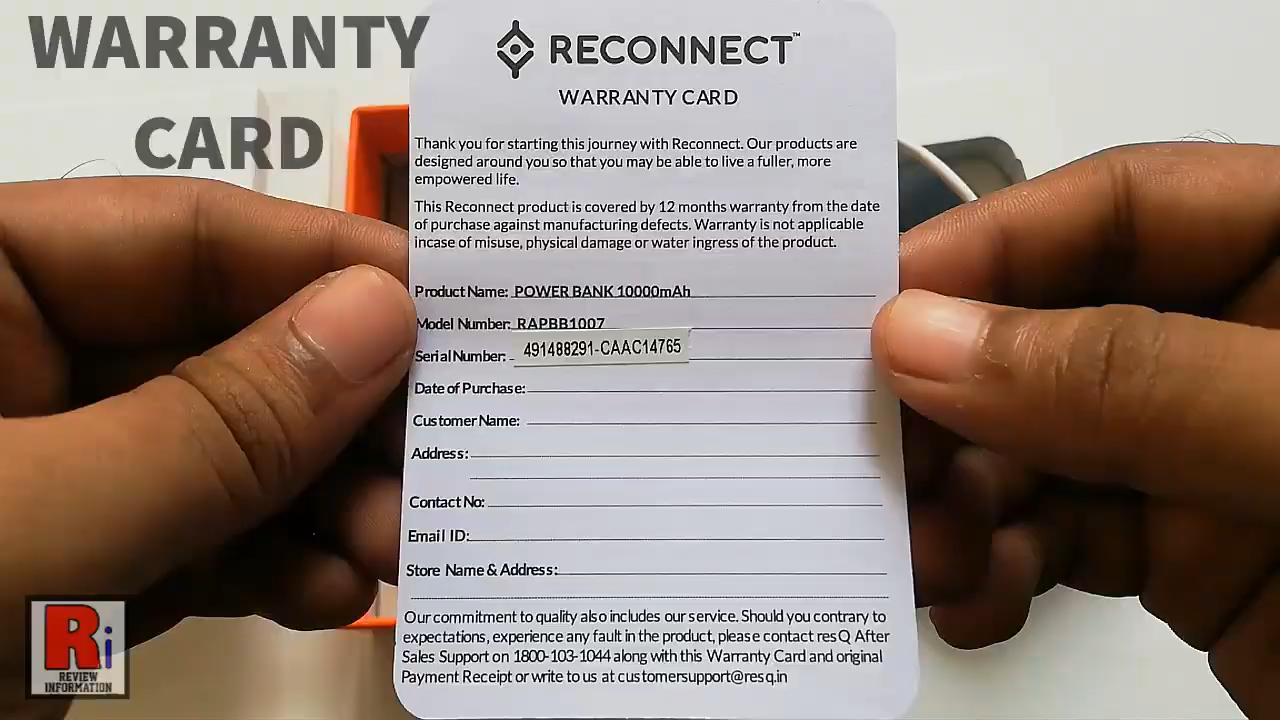 WARRANTY
CARD
RECONNECT™
WARRANTY CARD
Thank you for starting this journey with Reconnect. Our products are
designed around you so that you may be able to live a fuller, more
empowered life.
This Reconnect product is covered by 12 months warranty from the date
of purchase against manufacturing defects. Warranty is not applicable
incase of misuse, physical damage or water ingress of the product.
Product Name: POWER BANK 10000mAh
Model Number: RAPBB1007
Serial Number: 491488291-CAAC14765
Date of Purchase:
Customer Name:
Address:
Contact No:
Email ID:
Store Name & Address:
Our commitment to quality also includes our service. Should you contrary to
expectations, experience any fault in the product, please contact resQ After
Sales Support on 1800-103-1044 along with this Warranty Card and original
Payment Receipt or write to us at customersupport@resq.in
Ri
REVIEW
INFORMATION